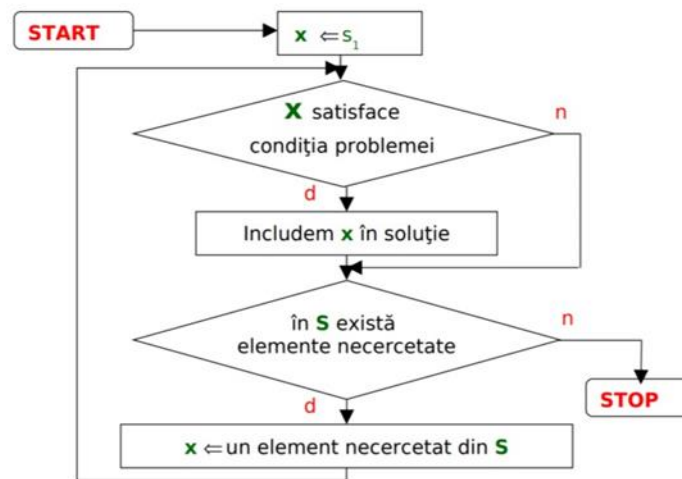 START
x ⇐ S₁
X satisface
condiţia problemei
n
d
Includem x în soluţie
în S există
elemente necercetate
n
d
STOP
x ⇐ un element necercetat din S